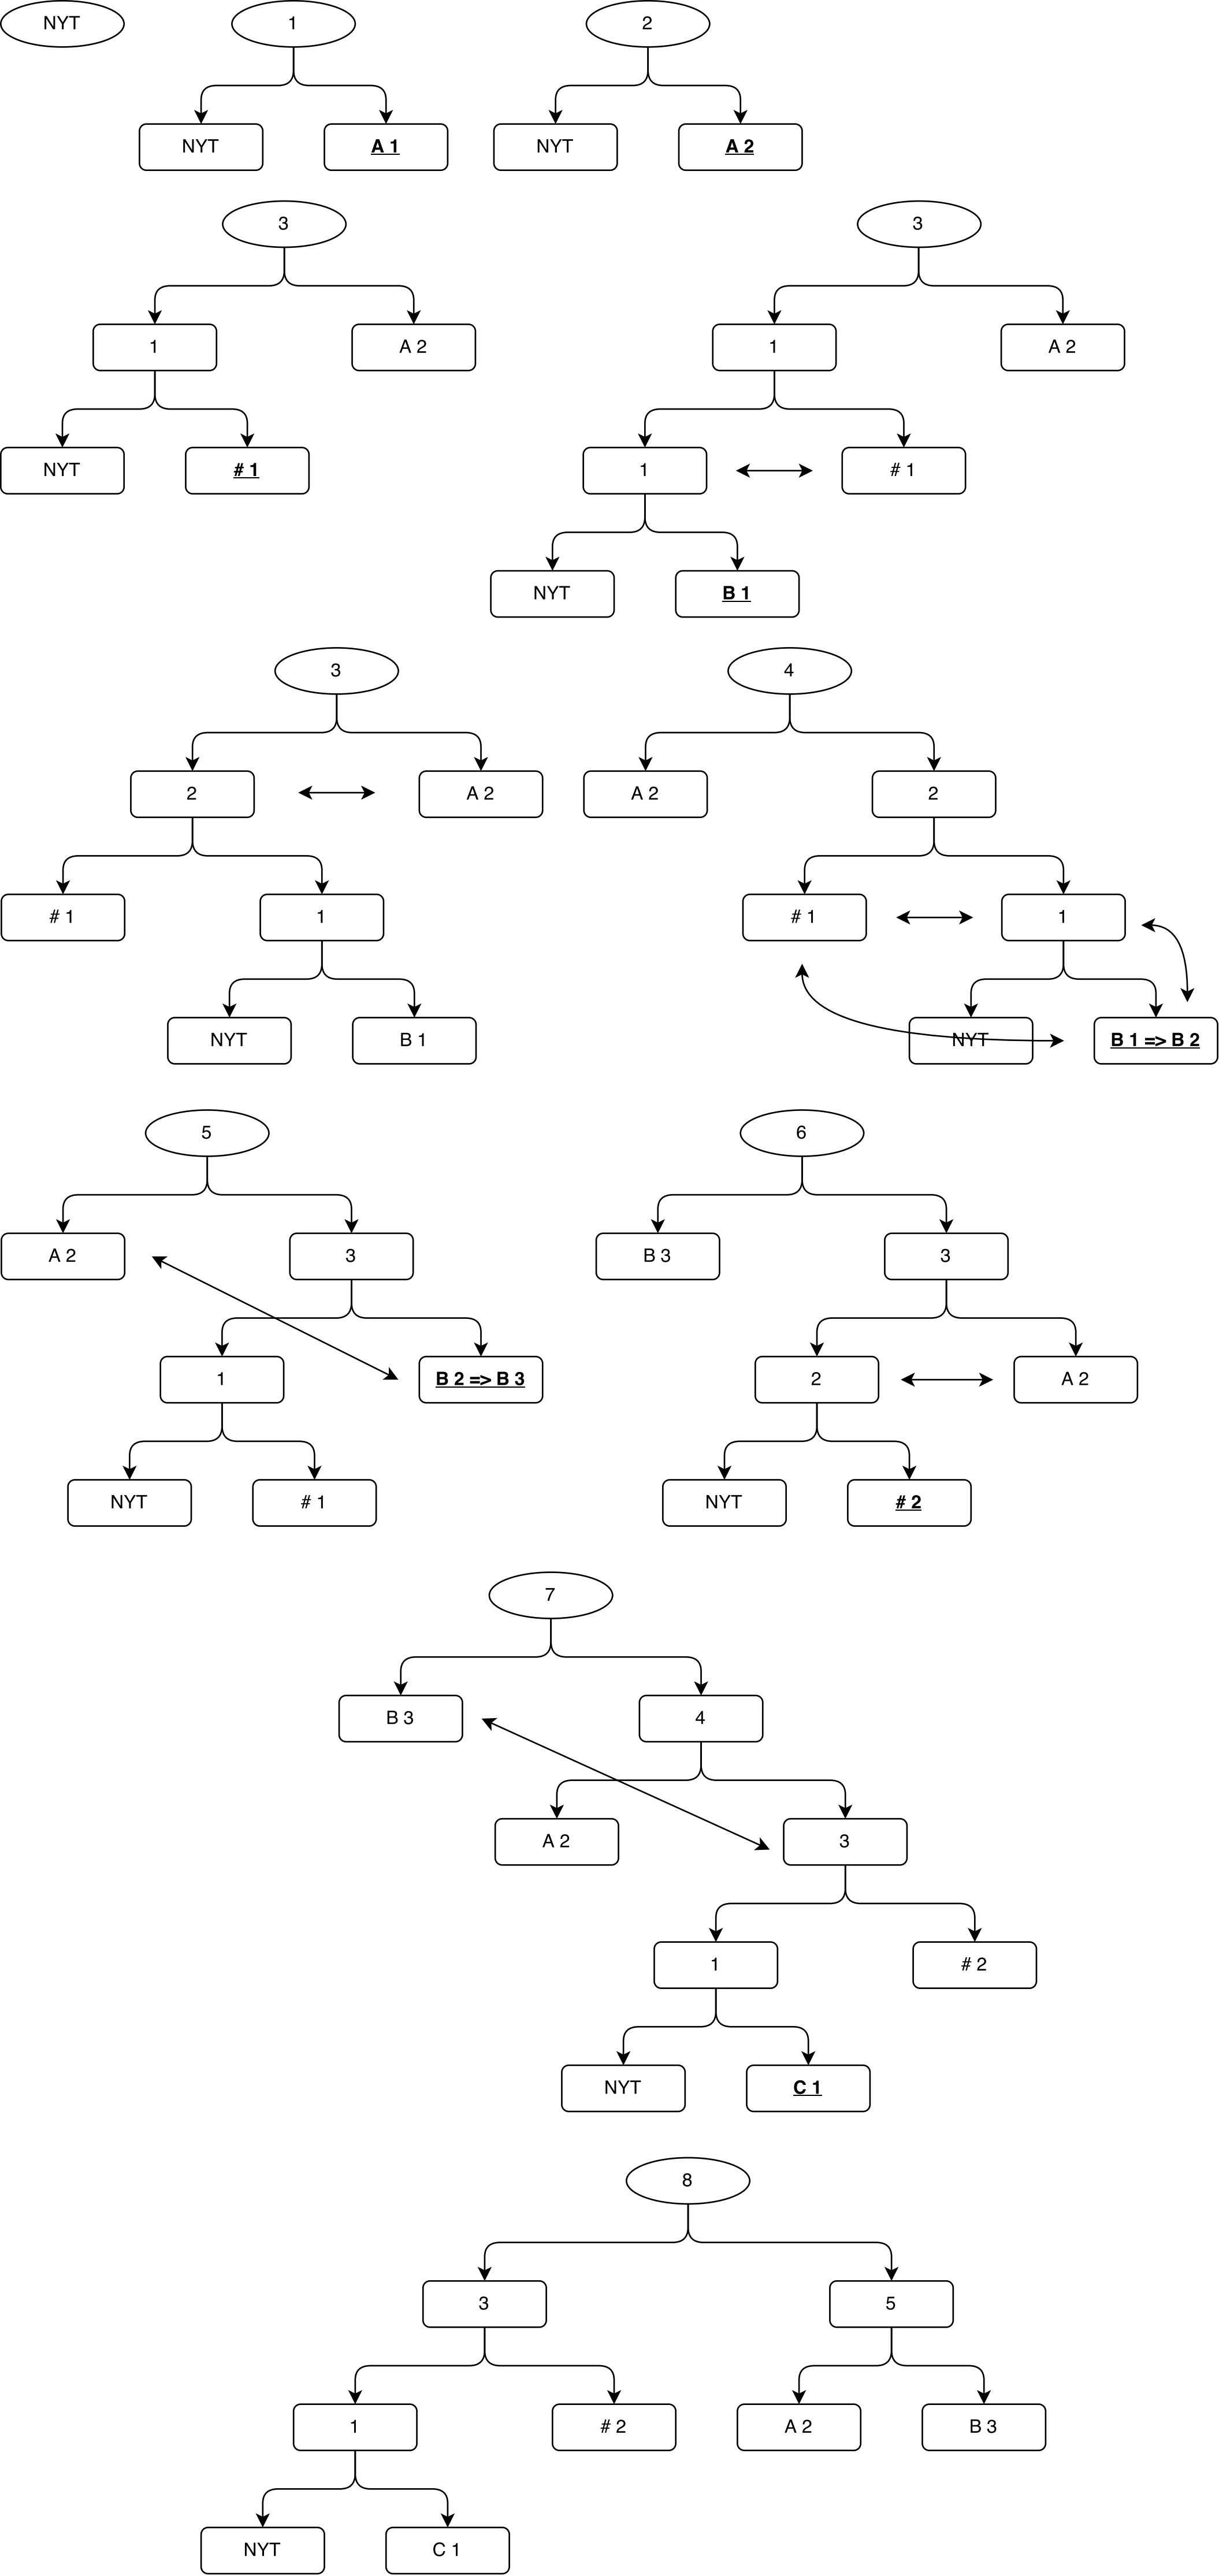 NYT 1 2
NYT A 1 NYT A 2
3 3
1 A 2 1 A 2
NYT # 1 1 # 1
NYT B 1
3 4
2 A 2 A 2 2
# 1 1 # 1 1
NYT B 1 NYT B 1 => B 2
5 6
A 2 3 B 3 3
1 B 2 => B 3 2 A 2
NYT # 1 NYT # 2
7
B 3 4
A 2 3
1 # 2
NYT C 1
8
3 5
1 # 2 A 2 B 3
NYT C 1